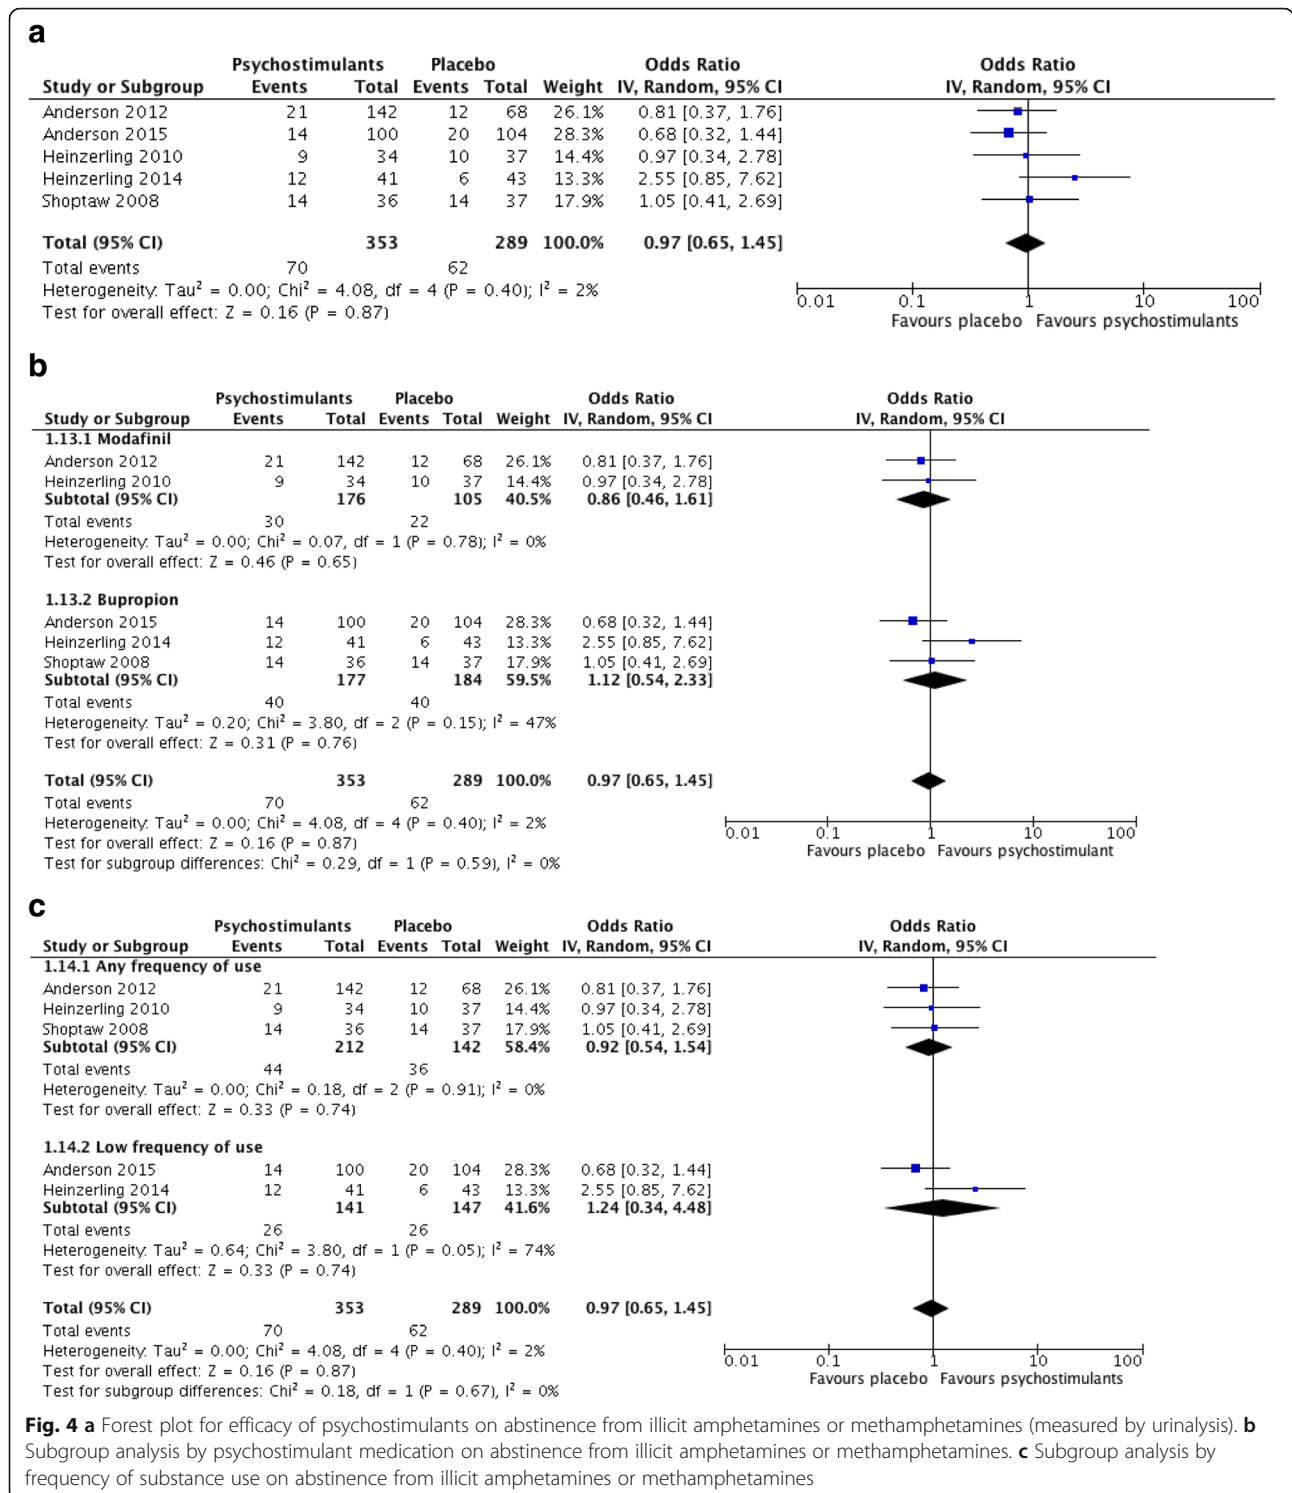 a
Psychostimulants Placebo Odds Ratio Odds Ratio
Study or Subgroup Events Total Events Total Weight IV, Random, 95% CI IV, Random, 95% CI
Anderson 2012 21 142 12 68 26.1% 0.81 [0.37, 1.76]
Anderson 2015 14 100 20 104 28.3% 0.68 [0.32, 1.44]
Heinzerling 2010 9 34 10 37 14.4% 0.97 [0.34, 2.78]
Heinzerling 2014 12 41 6 43 13.3% 2.55 [0.85, 7.62]
Shoptaw 2008 14 36 14 37 17.9% 1.05 [0.41, 2.69]
Total (95% CI) 353 289 100.0% 0.97 [0.65, 1.45]
Total events 70 62
Heterogeneity: Tau² = 0.00; Chi² = 4.08, df = 4 (P = 0.40); I² = 2%
Test for overall effect: Z = 0.16 (P = 0.87)
0.01 0.1 1 10 100
Favours placebo Favours psychostimulants
b
Psychostimulants Placebo Odds Ratio Odds Ratio
Study or Subgroup Events Total Events Total Weight IV, Random, 95% CI IV, Random, 95% CI
1.13.1 Modafinil
Anderson 2012 21 142 12 68 26.1% 0.81 [0.37, 1.76]
Heinzerling 2010 9 34 10 37 14.4% 0.97 [0.34, 2.78]
Subtotal (95% CI) 176 105 40.5% 0.86 [0.46, 1.61]
Total events 30 22
Heterogeneity: Tau² = 0.00; Chi² = 0.07, df = 1 (P = 0.78); I² = 0%
Test for overall effect: Z = 0.46 (P = 0.65)
1.13.2 Bupropion
Anderson 2015 14 100 20 104 28.3% 0.68 [0.32, 1.44]
Heinzerling 2014 12 41 6 43 13.3% 2.55 [0.85, 7.62]
Shoptaw 2008 14 36 14 37 17.9% 1.05 [0.41, 2.69]
Subtotal (95% CI) 177 184 59.5% 1.12 [0.54, 2.33]
Total events 40 40
Heterogeneity: Tau² = 0.20; Chi² = 3.80, df = 2 (P = 0.15); I² = 47%
Test for overall effect: Z = 0.31 (P = 0.76)
Total (95% CI) 353 289 100.0% 0.97 [0.65, 1.45]
Total events 70 62
Heterogeneity: Tau² = 0.00; Chi² = 4.08, df = 4 (P = 0.40); I² = 2%
Test for overall effect: Z = 0.16 (P = 0.87)
Test for subgroup differences: Chi² = 0.29, df = 1 (P = 0.59), I² = 0%
0.01 0.1 1 10 100
Favours placebo Favours psychostimulant
c
Psychostimulants Placebo Odds Ratio Odds Ratio
Study or Subgroup Events Total Events Total Weight IV, Random, 95% CI IV, Random, 95% CI
1.14.1 Any frequency of use
Anderson 2012 21 142 12 68 26.1% 0.81 [0.37, 1.76]
Heinzerling 2010 9 34 10 37 14.4% 0.97 [0.34, 2.78]
Shoptaw 2008 14 36 14 37 17.9% 1.05 [0.41, 2.69]
Subtotal (95% CI) 212 142 58.4% 0.92 [0.54, 1.54]
Total events 44 36
Heterogeneity: Tau² = 0.00; Chi² = 0.18, df = 2 (P = 0.91); I² = 0%
Test for overall effect: Z = 0.33 (P = 0.74)
1.14.2 Low frequency of use
Anderson 2015 14 100 20 104 28.3% 0.68 [0.32, 1.44]
Heinzerling 2014 12 41 6 43 13.3% 2.55 [0.85, 7.62]
Subtotal (95% CI) 141 147 41.6% 1.24 [0.34, 4.48]
Total events 26 26
Heterogeneity: Tau² = 0.64; Chi² = 3.80, df = 1 (P = 0.05); I² = 74%
Test for overall effect: Z = 0.33 (P = 0.74)
Total (95% CI) 353 289 100.0% 0.97 [0.65, 1.45]
Total events 70 62
Heterogeneity: Tau² = 0.00; Chi² = 4.08, df = 4 (P = 0.40); I² = 2%
Test for overall effect: Z = 0.16 (P = 0.87)
Test for subgroup differences: Chi² = 0.18, df = 1 (P = 0.67), I² = 0%
0.01 0.1 1 10 100
Favours placebo Favours psychostimulants
Fig. 4 a Forest plot for efficacy of psychostimulants on abstinence from illicit amphetamines or methamphetamines (measured by urinalysis). b
Subgroup analysis by psychostimulant medication on abstinence from illicit amphetamines or methamphetamines. c Subgroup analysis by
frequency of substance use on abstinence from illicit amphetamines or methamphetamines